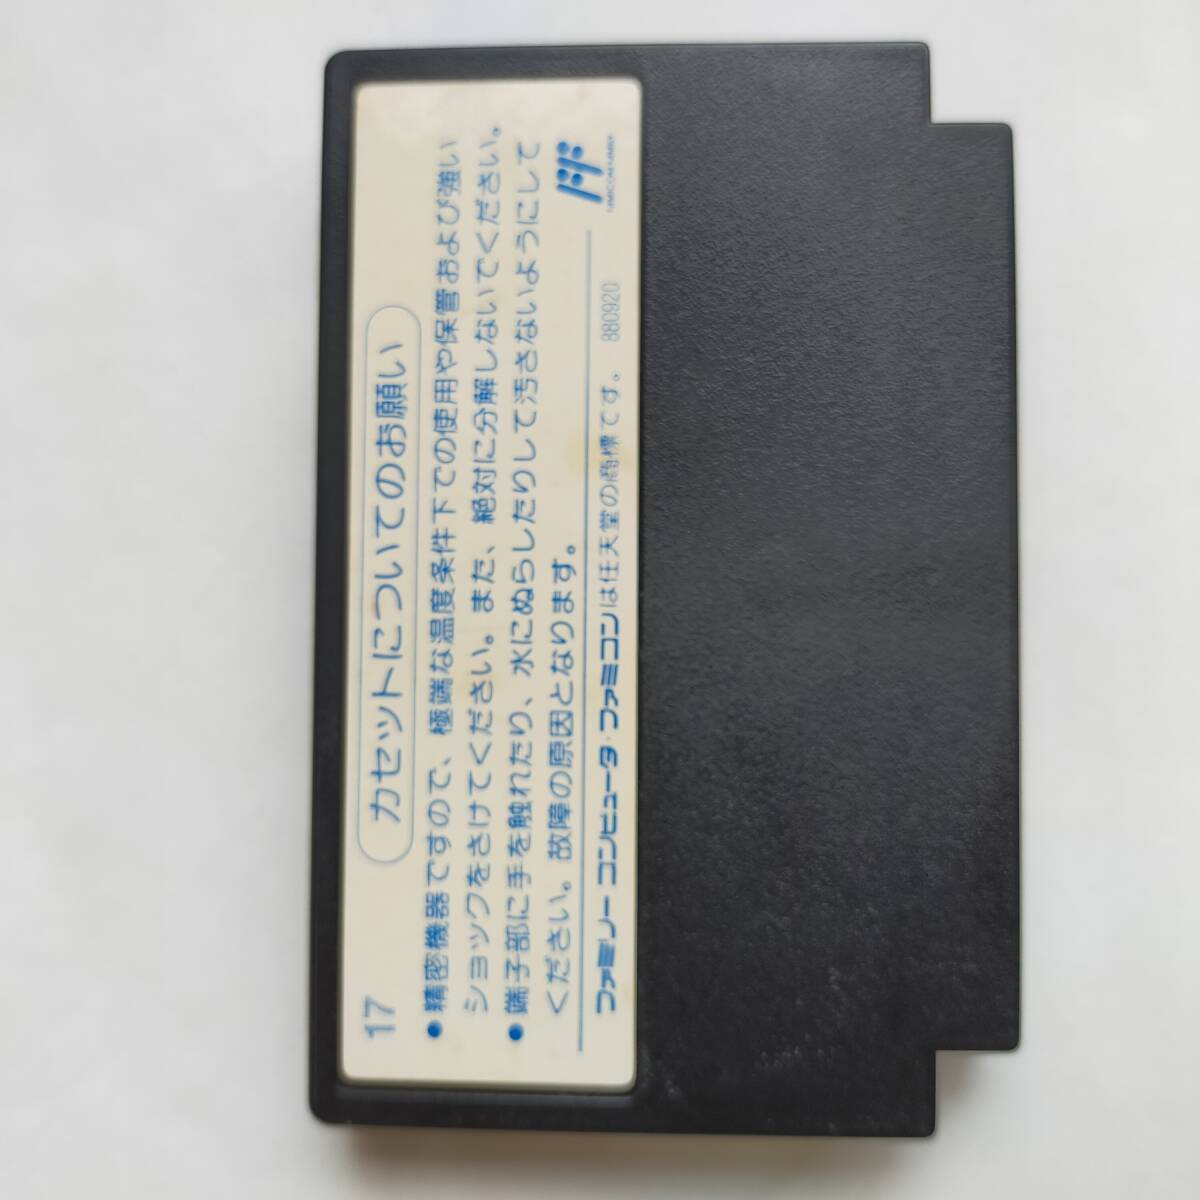 17
カセットについてのお願い
●精密機器ですので、極端な温度条件下での使用や保管および強い
ショックをさけてください。また、絶対に分解しないでください。
●端子部に手を触れたり、水にぬらしたりして汚さないようにして
ください。故障の原因となります。
FF
FAMICOM FAMILY
ファミリー コンピュータ・ファミコンは任天堂の商標です。 880920